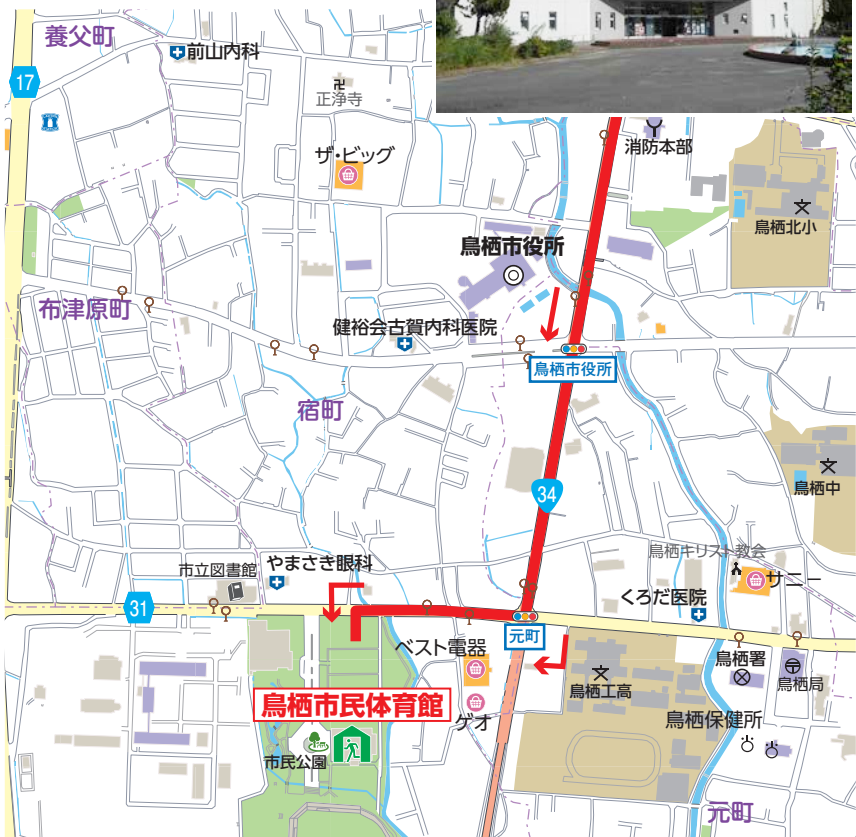 養父町
前山内科
17
正浄寺
消防本部
ザ・ビッグ
鳥栖北小
鳥栖市役所
布津原町
健裕会古賀内科医院
鳥栖市役所
宿町
鳥栖中
34
鳥栖キリスト教会
サニー
市立図書館
やまさき眼科
くろだ医院
31
元町
ベスト電器
鳥栖署
鳥栖局
鳥栖工高
鳥栖市民体育館
ゲオ
鳥栖保健所
市民公園
元町